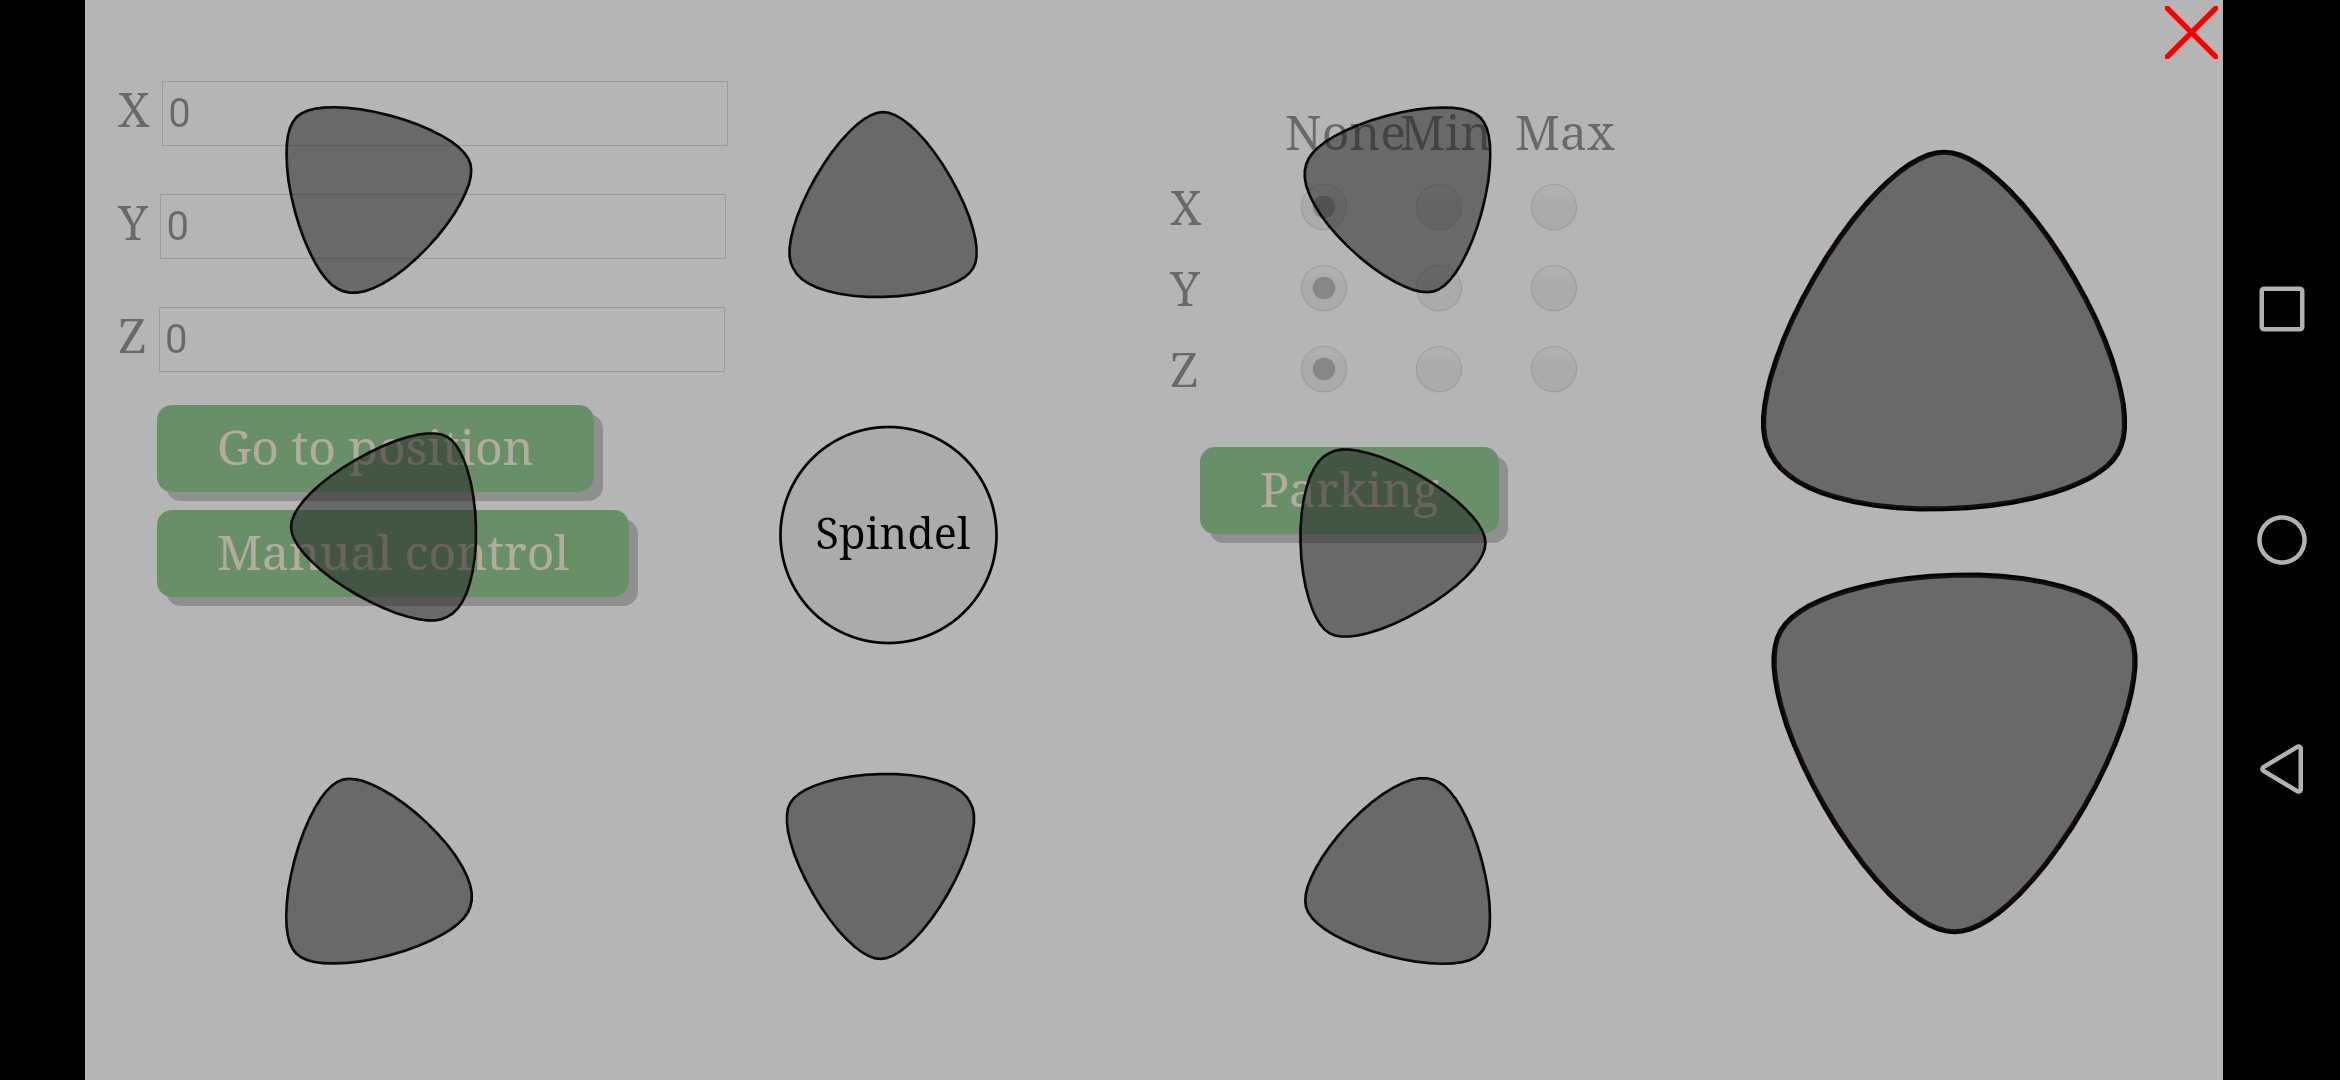 X 0
Y 0
Z 0
Go to position
Manual control
Spindel
None Min Max
X
Y
Z
Parking